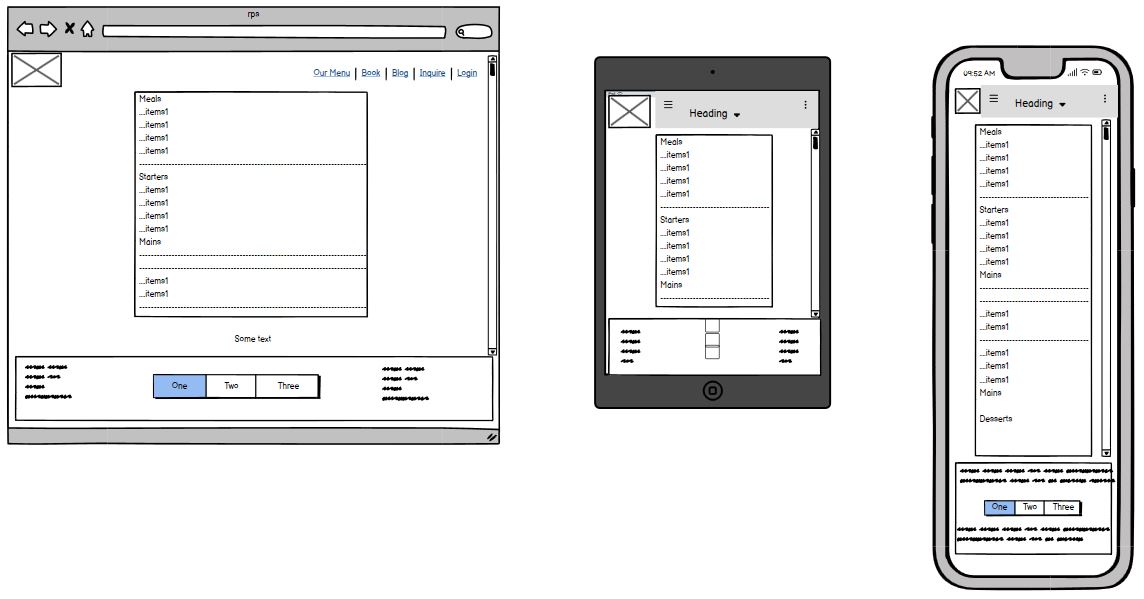 rps
Our Menu | Book | Blog | Inquire | Login
Meals
...items1
...items1
...items1
...items1
Starters
...items1
...items1
...items1
...items1
Mains
...items1
...items1
Some text
One Two Three
Heading
Meals
...items1
...items1
...items1
...items1
Starters
...items1
...items1
...items1
...items1
Mains
09:52 AM
Heading
Meals
...items1
...items1
...items1
...items1
Starters
...items1
...items1
...items1
...items1
Mains
...items1
...items1
...items1
...items1
...items1
Mains
Desserts
One Two Three